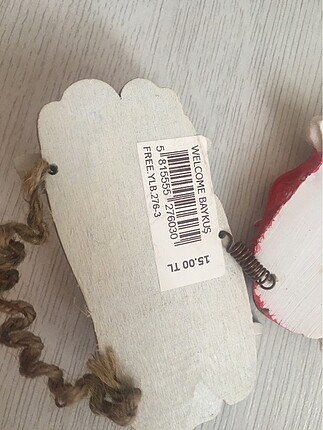 WELCOME BAYKUŞ
5 815555 276030
FREE.YLB.276-3
15.00 TL